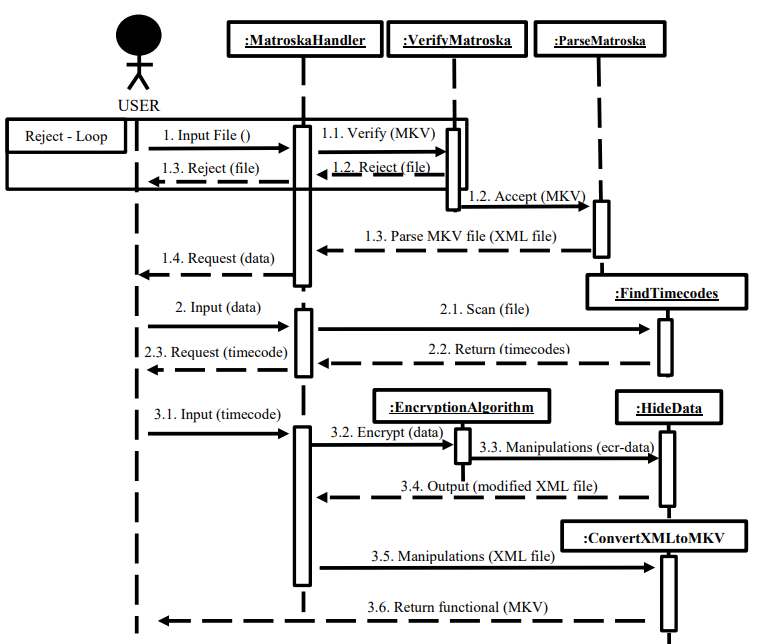 :MatroskaHandler
:VerifyMatroska
:ParseMatroska
USER
Reject - Loop
1. Input File ()
1.1. Verify (MKV)
1.3. Reject (file)
1.2. Reject (file)
1.2. Accept (MKV)
1.3. Parse MKV file (XML file)
1.4. Request (data)
:FindTimecodes
2. Input (data)
2.1. Scan (file)
2.3. Request (timecode)
2.2. Return (timecodes)
:EncryptionAlgorithm
:HideData
3.1. Input (timecode)
3.2. Encrypt (data)
3.3. Manipulations (ecr-data)
3.4. Output (modified XML file)
:ConvertXMLtoMKV
3.5. Manipulations (XML file)
3.6. Return functional (MKV)